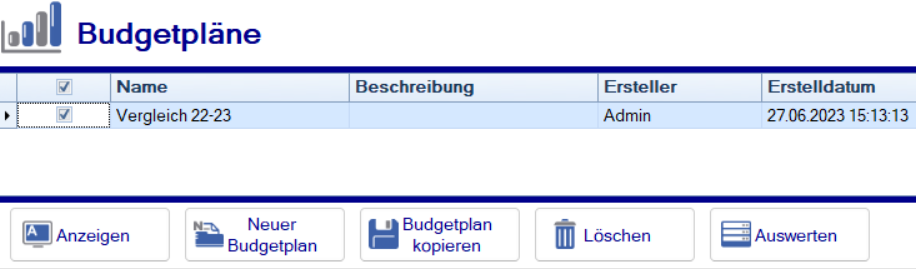 Budgetpläne
Name Beschreibung Ersteller Erstelldatum
Vergleich 22-23 Admin 27.06.2023 15:13:13
Anzeigen
Neuer
Budgetplan
Budgetplan
kopieren
Löschen
Auswerten